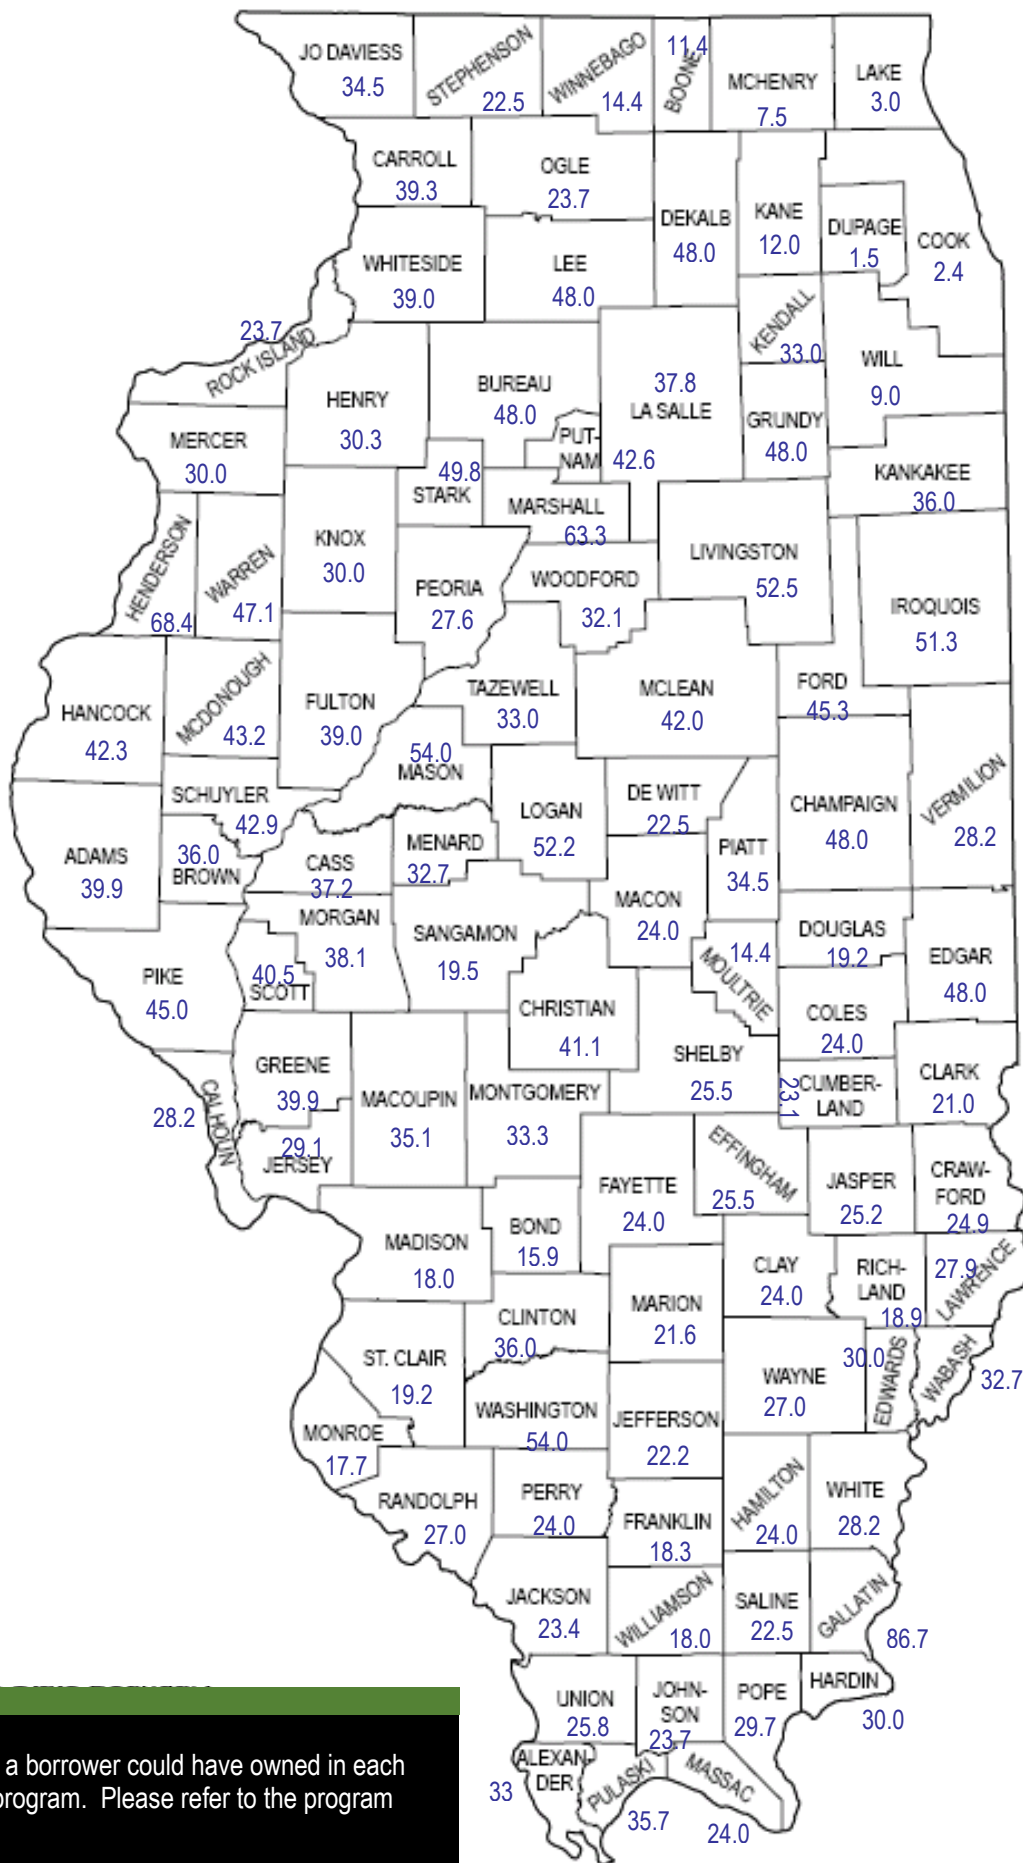 JO DAVIESS
34.5
STEPHENSON
22.5
WINNEBAGO
14.4
11.4
BOONE
MCHENRY
7.5
LAKE
3.0
CARROLL
39.3
OGLE
23.7
DEKALB
48.0
KANE
12.0
DUPAGE
1.5
COOK
2.4
WHITESIDE
39.0
LEE
48.0
23.7
ROCK ISLAND
KENDALL
33.0
WILL
9.0
HENRY
30.3
BUREAU
48.0
37.8
LA SALLE
PUT-
NAM
42.6
GRUNDY
48.0
MERCER
30.0
49.8
STARK
KANKAKEE
36.0
MARSHALL
63.3
HENDERSON
68.4
WARREN
47.1
KNOX
30.0
PEORIA
27.6
WOODFORD
32.1
LIVINGSTON
52.5
IROQUOIS
51.3
HANCOCK
42.3
MCDONOUGH
43.2
FULTON
39.0
TAZEWELL
33.0
MCLEAN
42.0
FORD
45.3
54.0
MASON
SCHUYLER
42.9
LOGAN
52.2
DE WITT
22.5
CHAMPAIGN
48.0
VERMILION
28.2
ADAMS
39.9
36.0
BROWN
CASS
37.2
MENARD
32.7
PIATT
34.5
MACON
24.0
MORGAN
38.1
SANGAMON
19.5
14.4
MOULTRIE
DOUGLAS
19.2
EDGAR
48.0
PIKE
45.0
40.5
SCOTT
CHRISTIAN
41.1
COLES
24.0
SHELBY
25.5
GREENE
39.9
MACOUPIN
35.1
MONTGOMERY
33.3
23.1
CUMBER-
LAND
CLARK
21.0
28.2
CALHOUN
29.1
JERSEY
FAYETTE
24.0
EFFINGHAM
25.5
JASPER
25.2
CRAW-
FORD
24.9
MADISON
18.0
BOND
15.9
CLAY
24.0
RICH-
LAND
18.9
27.9
LAWRENCE
CLINTON
36.0
MARION
21.6
ST. CLAIR
19.2
WAYNE
27.0
30.0
EDWARDS
WABASH
32.7
WASHINGTON
54.0
JEFFERSON
22.2
MONROE
17.7
RANDOLPH
27.0
PERRY
24.0
FRANKLIN
18.3
HAMILTON
24.0
WHITE
28.2
JACKSON
23.4
WILLIAMSON
18.0
SALINE
22.5
GALLATIN
86.7
UNION
25.8
JOHN-
SON
23.7
POPE
29.7
HARDIN
30.0
ALEXAN-
DER
33
PULASKI
35.7
MASSAC
24.0
a borrower could have owned in each
program. Please refer to the program